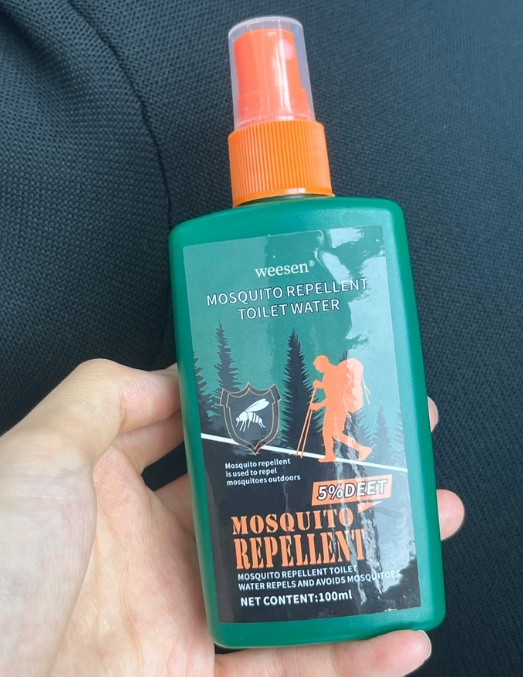 weesen®
MOSQUITO REPELLENT
TOILET WATER
Mosquito repellent
is used to repel
mosquitoes outdoors
5%DEET
MOSQUITO
REPELLENT
MOSQUITO REPELLENT TOILET
WATER REPELS AND AVOIDS MOSQUITOES
NET CONTENT:100ml